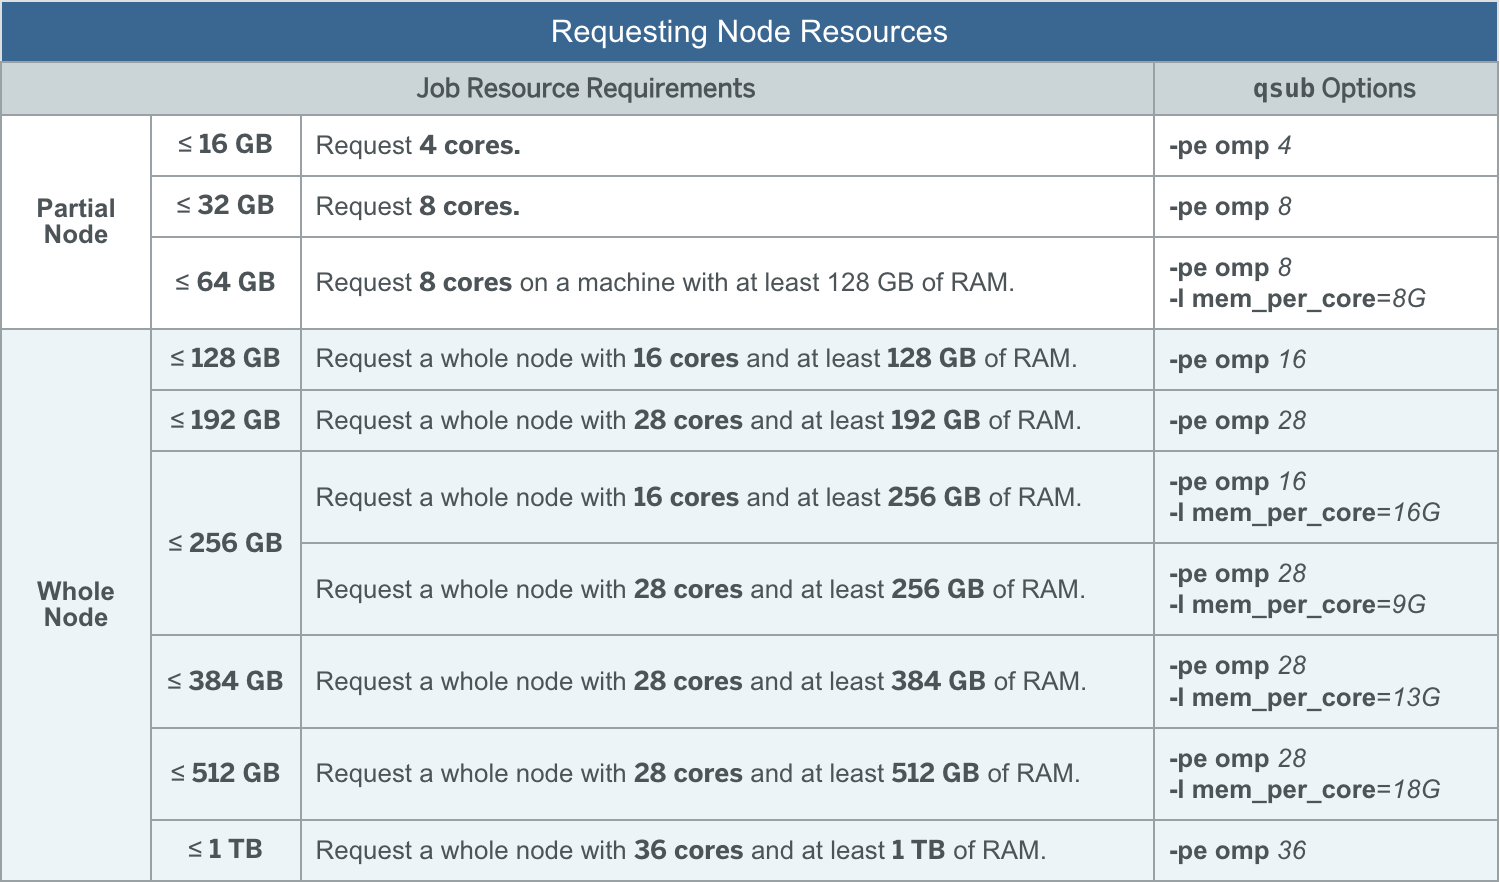 Requesting Node Resources
Job Resource Requirements
qsub Options
Partial
Node
≤ 16 GB
Request 4 cores.
-pe omp 4
≤ 32 GB
Request 8 cores.
-pe omp 8
≤ 64 GB
Request 8 cores on a machine with at least 128 GB of RAM.
-pe omp 8
-l mem_per_core=8G
Whole
Node
≤ 128 GB
Request a whole node with 16 cores and at least 128 GB of RAM.
-pe omp 16
≤ 192 GB
Request a whole node with 28 cores and at least 192 GB of RAM.
-pe omp 28
≤ 256 GB
Request a whole node with 16 cores and at least 256 GB of RAM.
-pe omp 16
-l mem_per_core=16G
Request a whole node with 28 cores and at least 256 GB of RAM.
-pe omp 28
-l mem_per_core=9G
≤ 384 GB
Request a whole node with 28 cores and at least 384 GB of RAM.
-pe omp 28
-l mem_per_core=13G
≤ 512 GB
Request a whole node with 28 cores and at least 512 GB of RAM.
-pe omp 28
-l mem_per_core=18G
≤ 1 TB
Request a whole node with 36 cores and at least 1 TB of RAM.
-pe omp 36